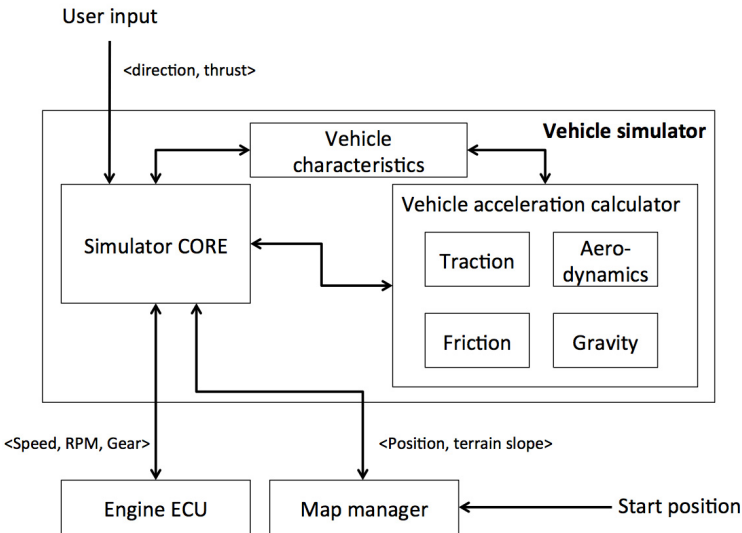 User input
<direction, thrust>
Vehicle simulator
Vehicle
characteristics
Simulator CORE
Vehicle acceleration calculator
Traction
Aero-
dynamics
Friction
Gravity
<Speed, RPM, Gear>
<Position, terrain slope>
Engine ECU
Map manager
Start position